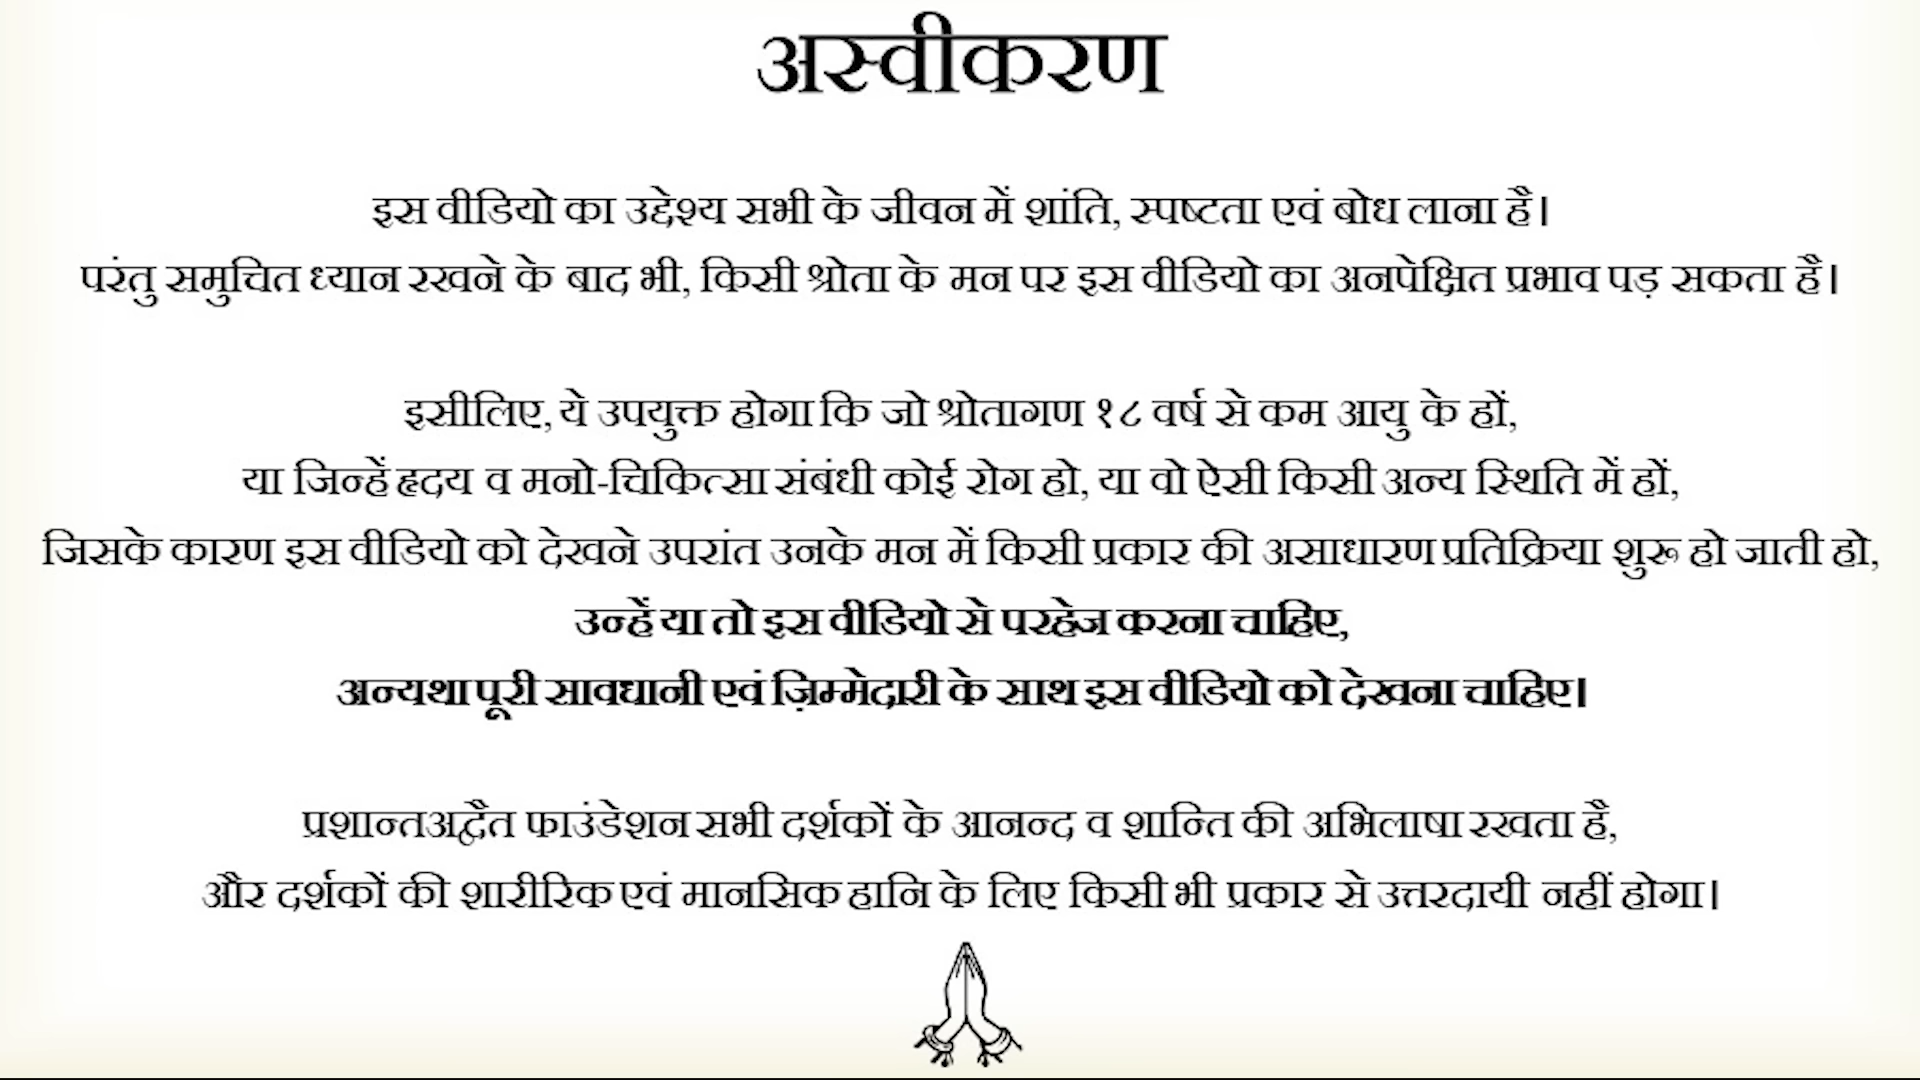 अस्वीकरण
इस वीडियो का उद्देश्य सभी के जीवन में शांति, स्पष्टता एवं बोध लाना है।
परंतु समुचित ध्यान रखने के बाद भी, किसी श्रोता के मन पर इस वीडियो का अनपेक्षित प्रभाव पड़ सकता है।
इसीलिए, ये उपयुक्त होगा कि जो श्रोतागण १८ वर्ष से कम आयु के हों,
या जिन्हें हृदय व मनो-चिकित्सा संबंधी कोई रोग हो, या वो ऐसी किसी अन्य स्थिति में हों,
जिसके कारण इस वीडियो को देखने उपरांत उनके मन में किसी प्रकार की असाधारण प्रतिक्रिया शुरू हो जाती हो,
उन्हें या तो इस वीडियो से परहेज करना चाहिए,
अन्यथा पूरी सावधानी एवं ज़िम्मेदारी के साथ इस वीडियो को देखना चाहिए।
प्रशान्तअद्वैत फाउंडेशन सभी दर्शकों के आनन्द व शान्ति की अभिलाषा रखता है,
और दर्शकों की शारीरिक एवं मानसिक हानि के लिए किसी भी प्रकार से उत्तरदायी नहीं होगा।